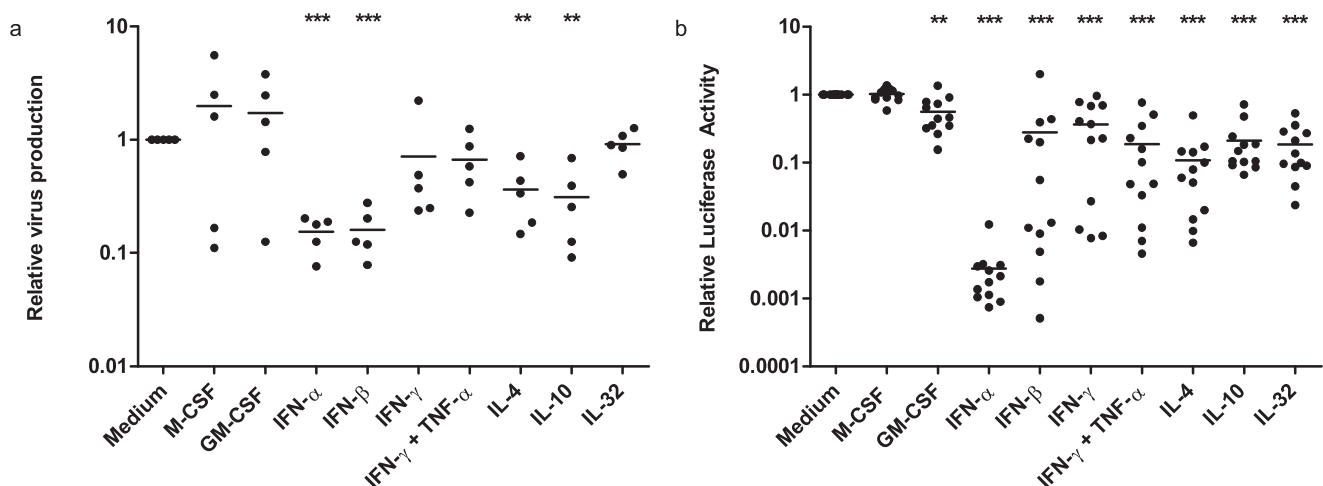 a
*** *** ** **
10
1
0.1
0.01
Relative virus production
Medium
M-CSF
GM-CSF
IFN-α
IFN-β
IFN-γ
IFN-γ + TNF-α
IL-4
IL-10
IL-32
b
** *** *** *** *** *** *** ***
10
1
0.1
0.01
0.001
0.0001
Relative Luciferase Activity
Medium
M-CSF
GM-CSF
IFN-α
IFN-β
IFN-γ
IFN-γ + TNF-α
IL-4
IL-10
IL-32